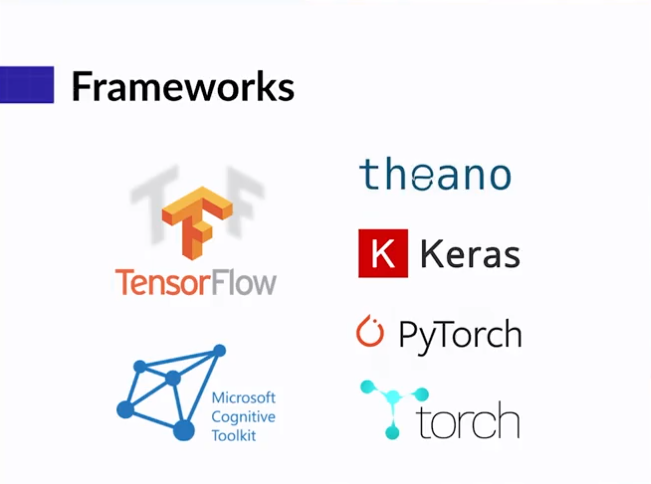 Frameworks
TensorFlow
Microsoft
Cognitive
Toolkit
theano
K Keras
PyTorch
torch